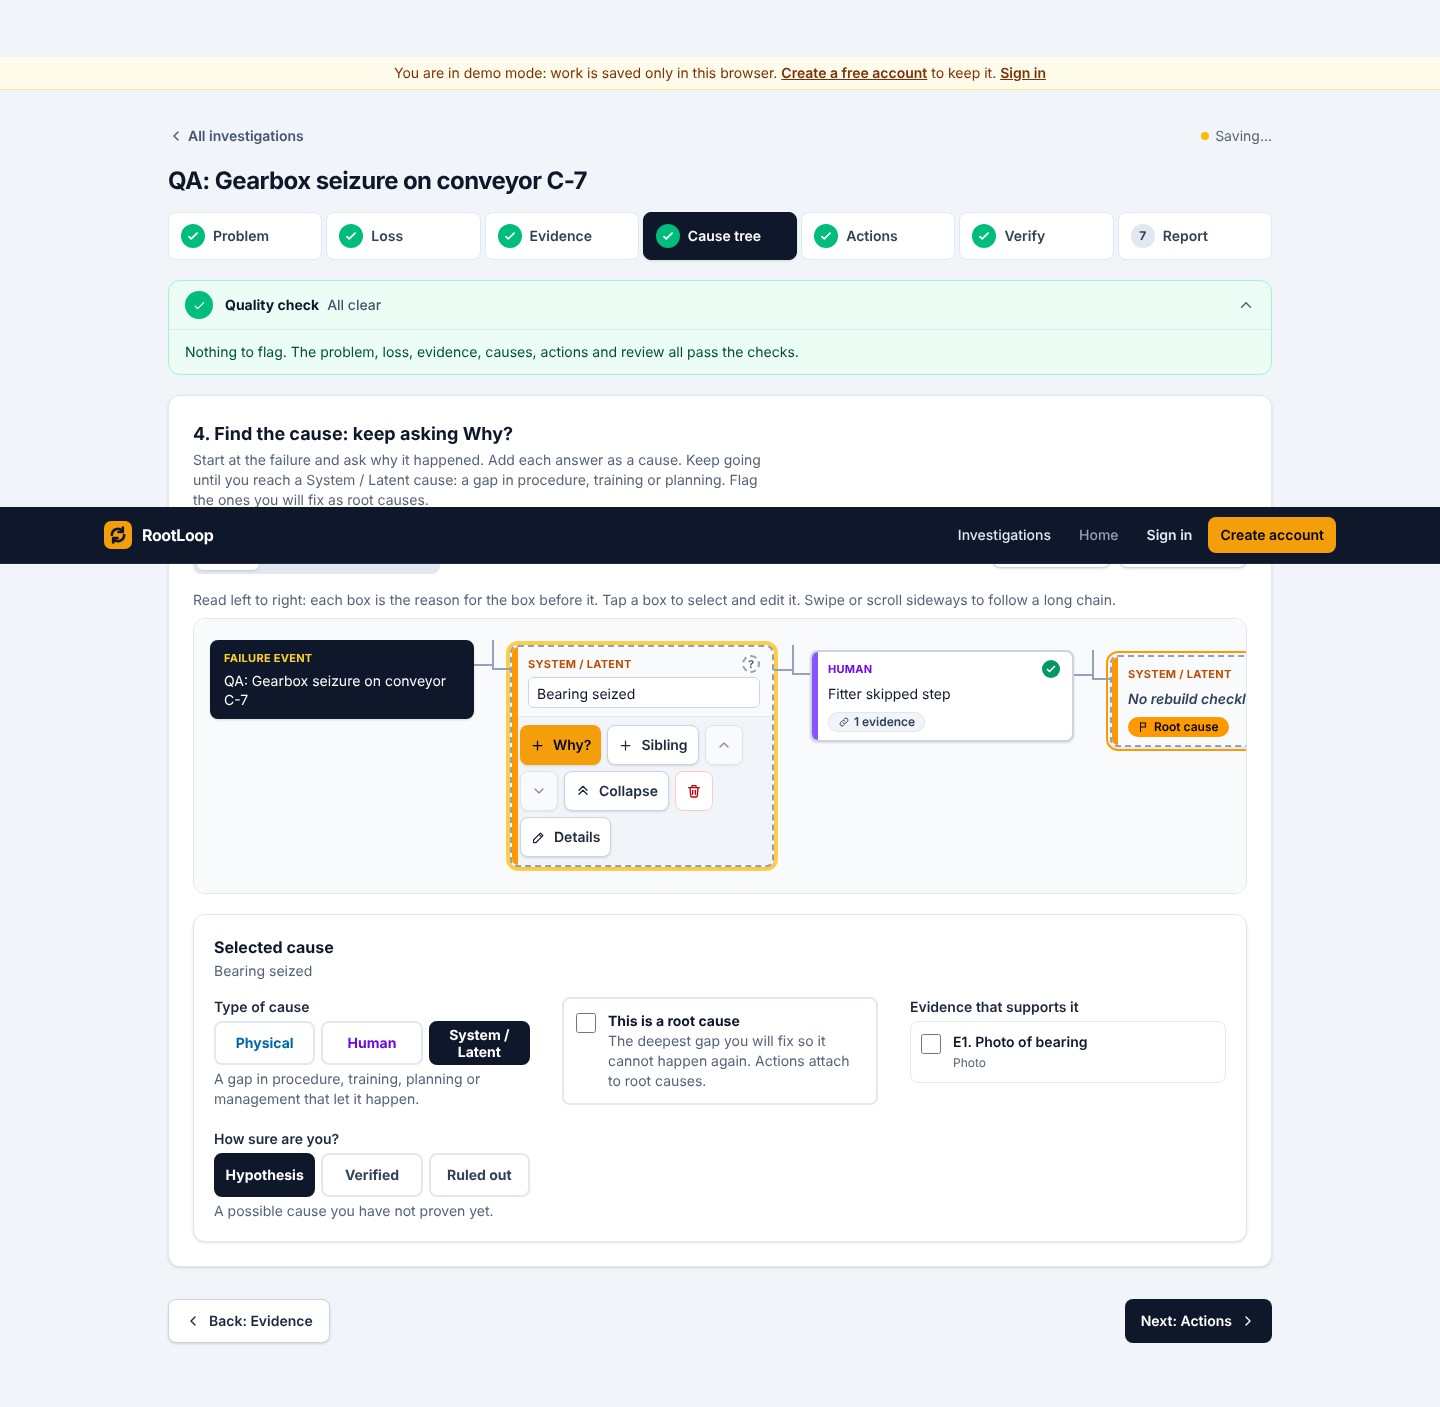 You are in demo mode: work is saved only in this browser. Create a free account to keep it. Sign in
All investigations
Saving...
QA: Gearbox seizure on conveyor C-7
Problem
Loss
Evidence
Cause tree
Actions
Verify
7 Report
Quality check All clear
Nothing to flag. The problem, loss, evidence, causes, actions and review all pass the checks.
4. Find the cause: keep asking Why?
Start at the failure and ask why it happened. Add each answer as a cause. Keep going
until you reach a System / Latent cause: a gap in procedure, training or planning. Flag
the ones you will fix as root causes.
RootLoop
Investigations
Home
Sign in
Create account
Read left to right: each box is the reason for the box before it. Tap a box to select and edit it. Swipe or scroll sideways to follow a long chain.
FAILURE EVENT
QA: Gearbox seizure on conveyor
C-7
SYSTEM / LATENT
?
Bearing seized
Why?
Sibling
Collapse
Details
HUMAN
Fitter skipped step
1 evidence
SYSTEM / LATENT
No rebuild checkl
Root cause
Selected cause
Bearing seized
Type of cause
Physical
Human
System /
Latent
A gap in procedure, training, planning or
management that let it happen.
How sure are you?
Hypothesis
Verified
Ruled out
A possible cause you have not proven yet.
This is a root cause
The deepest gap you will fix so it
cannot happen again. Actions attach
to root causes.
Evidence that supports it
E1. Photo of bearing
Photo
Back: Evidence
Next: Actions